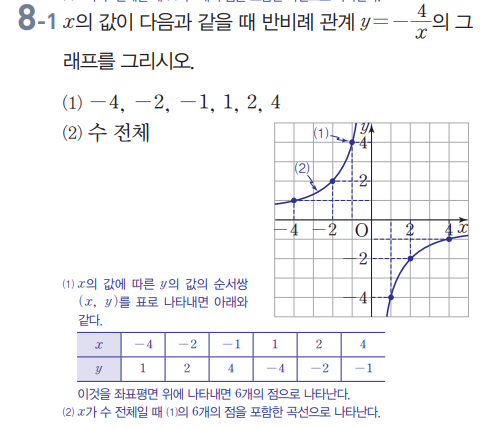 8-1 x의 값이 다음과 같을 때 반비례 관계 y=-4/x의 그
래프를 그리시오.
(1) -4, -2, -1, 1, 2, 4
(2) 수 전체
y
(1)
4
(2)
2
-4 -2 O 2 4 x
-2
-4
(1) x의 값에 따른 y의 값의 순서쌍
(x, y)를 표로 나타내면 아래와
같다.
x -4 -2 -1 1 2 4
y 1 2 4 -4 -2 -1
이것을 좌표평면 위에 나타내면 6개의 점으로 나타난다.
(2) x가 수 전체일 때 (1)의 6개의 점을 포함한 곡선으로 나타난다.